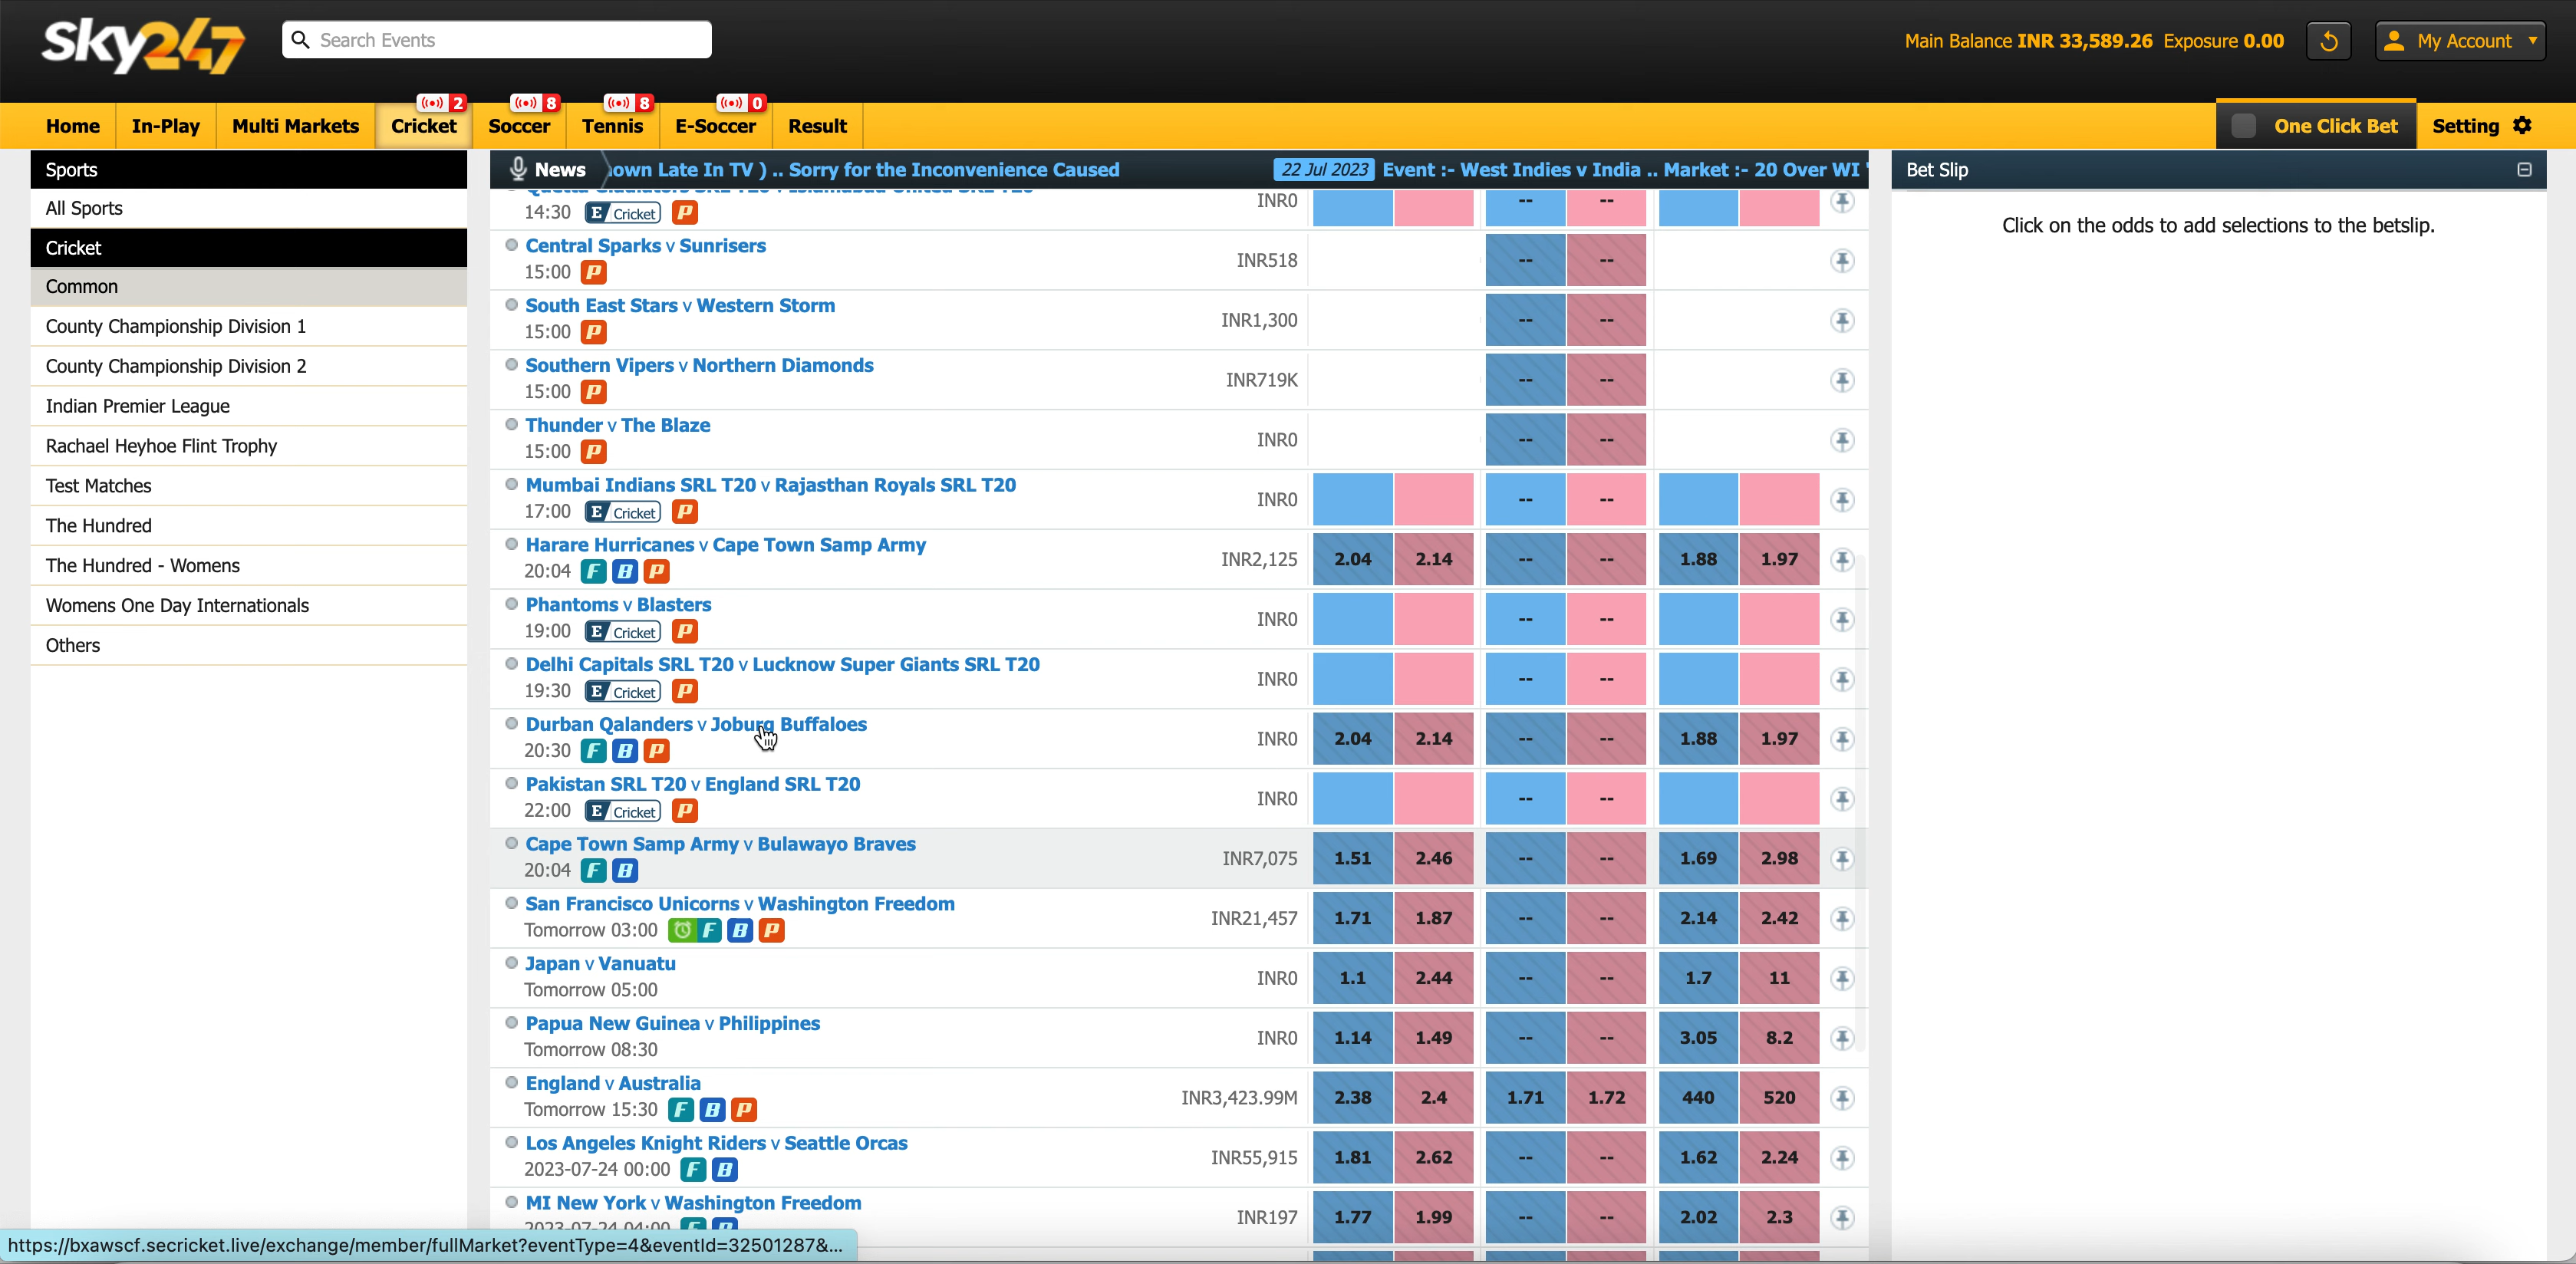 Sky247
Search Events
Main Balance INR 33,589.26 Exposure 0.00
My Account
2 8 8 0
Home In-Play Multi Markets Cricket Soccer Tennis E-Soccer Result
One Click Bet Setting
Sports
All Sports
Cricket
Common
County Championship Division 1
County Championship Division 2
Indian Premier League
Rachael Heyhoe Flint Trophy
Test Matches
The Hundred
The Hundred - Womens
Womens One Day Internationals
Others
News own Late In TV ) .. Sorry for the Inconvenience Caused 22 Jul 2023 Event :- West Indies v India .. Market :- 20 Over WI
14:30 E Cricket P INR0 -- --
Central Sparks v Sunrisers
15:00 P INR518 -- --
South East Stars v Western Storm
15:00 P INR1,300 -- --
Southern Vipers v Northern Diamonds
15:00 P INR719K -- --
Thunder v The Blaze
15:00 P INR0 -- --
Mumbai Indians SRL T20 v Rajasthan Royals SRL T20
17:00 E Cricket P INR0 -- --
Harare Hurricanes v Cape Town Samp Army
20:04 F B P INR2,125 2.04 2.14 -- -- 1.88 1.97
Phantoms v Blasters
19:00 E Cricket P INR0 -- --
Delhi Capitals SRL T20 v Lucknow Super Giants SRL T20
19:30 E Cricket P INR0 -- --
Durban Qalanders v Joburg Buffaloes
20:30 F B P INR0 2.04 2.14 -- -- 1.88 1.97
Pakistan SRL T20 v England SRL T20
22:00 E Cricket P INR0 -- --
Cape Town Samp Army v Bulawayo Braves
20:04 F B INR7,075 1.51 2.46 -- -- 1.69 2.98
San Francisco Unicorns v Washington Freedom
Tomorrow 03:00 F B P INR21,457 1.71 1.87 -- -- 2.14 2.42
Japan v Vanuatu
Tomorrow 05:00 INR0 1.1 2.44 -- -- 1.7 11
Papua New Guinea v Philippines
Tomorrow 08:30 INR0 1.14 1.49 -- -- 3.05 8.2
England v Australia
Tomorrow 15:30 F B P INR3,423.99M 2.38 2.4 1.71 1.72 440 520
Los Angeles Knight Riders v Seattle Orcas
2023-07-24 00:00 F B INR55,915 1.81 2.62 -- -- 1.62 2.24
MI New York v Washington Freedom
2023-07-24 04:00 F B INR197 1.77 1.99 -- -- 2.02 2.3
Bet Slip
Click on the odds to add selections to the betslip.
https://bxawscf.secricket.live/exchange/member/fullMarket?eventType=4&eventId=32501287&...